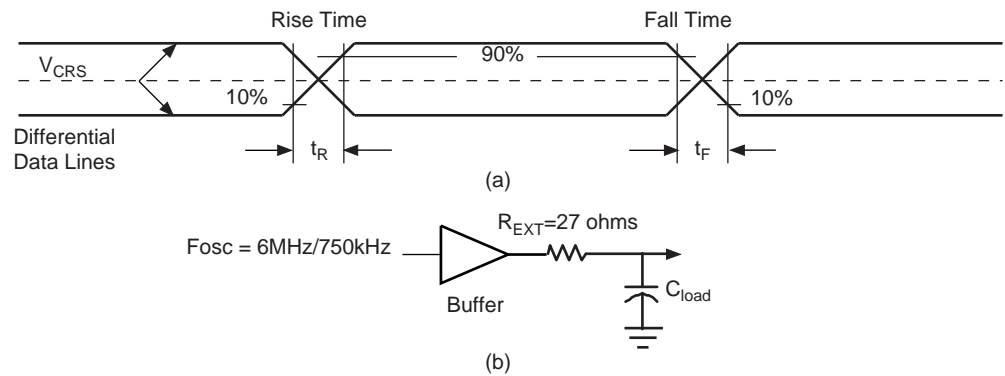 Rise Time
Fall Time
V_CRS
90%
10%
10%
Differential
Data Lines
t_R
t_F
(a)
R_EXT=27 ohms
Fosc = 6MHz/750kHz
Buffer
C_load
(b)